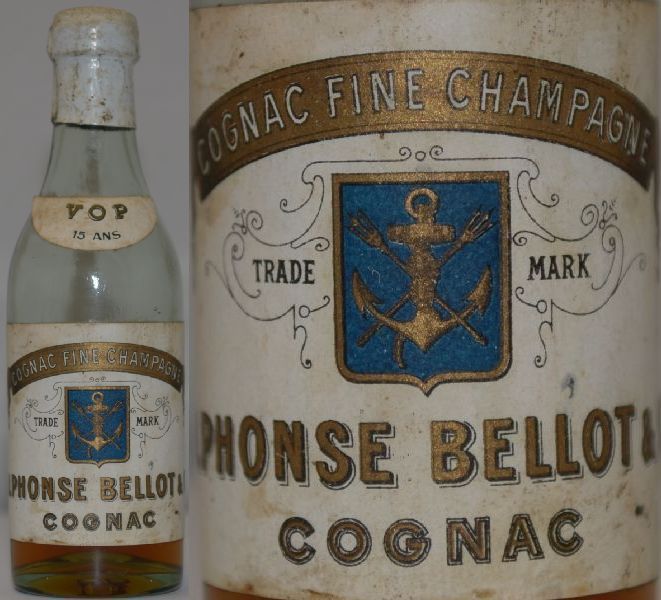 VOP
15 ANS
COGNAC FINE CHAMPAGNE
TRADE MARK
PHONSE BELLOT &
COGNAC
COGNAC FINE CHAMPAGNE
TRADE MARK
PHONSE BELLOT &
COGNAC